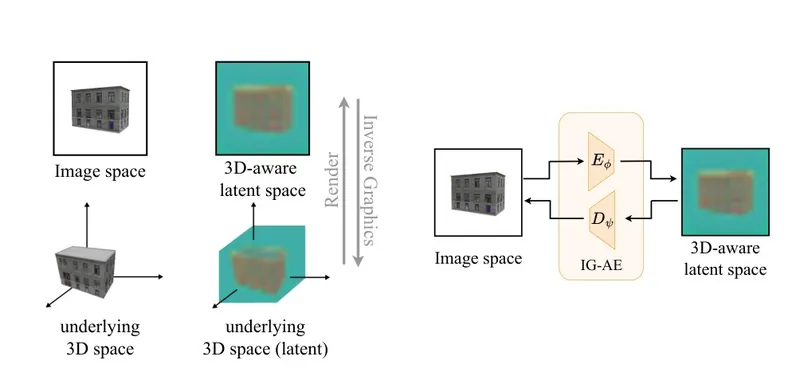 Image space
3D-aware
latent space
Render
Inverse Graphics
underlying
3D space
underlying
3D space (latent)
Eϕ
Dψ
Image space
IG-AE
3D-aware
latent space